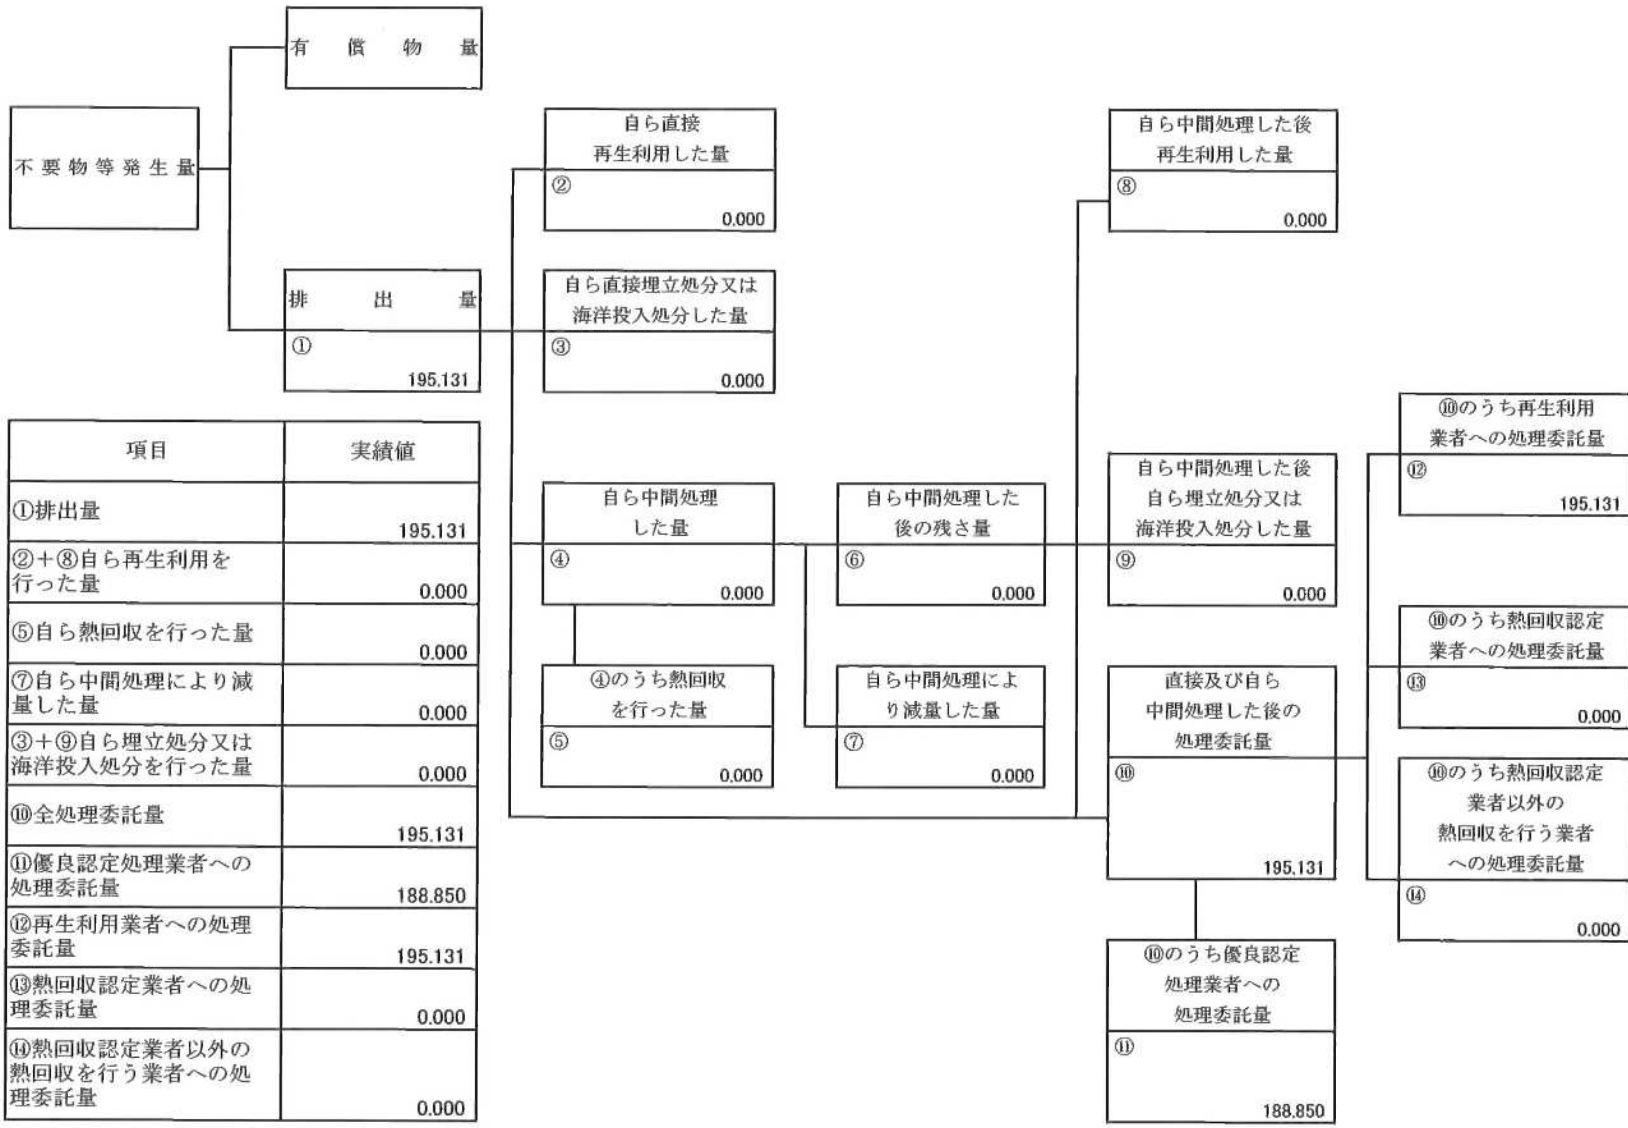 有償物量
不要物等発生量
排出量
①
195.131
自ら直接
再生利用した量
②
0.000
自ら直接埋立処分又は
海洋投入処分した量
③
0.000
自ら中間処理
した量
④
0.000
④のうち熱回収
を行った量
⑤
0.000
自ら中間処理した
後の残さ量
⑥
0.000
自ら中間処理によ
り減量した量
⑦
0.000
自ら中間処理した後
再生利用した量
⑧
0.000
自ら中間処理した後
自ら埋立処分又は
海洋投入処分した量
⑨
0.000
直接及び自ら
中間処理した後の
処理委託量
⑩
195.131
⑩のうち優良認定
処理業者への
処理委託量
⑪
188.850
⑩のうち再生利用
業者への処理委託量
⑫
195.131
⑩のうち熱回収認定
業者への処理委託量
⑬
0.000
⑩のうち熱回収認定
業者以外の
熱回収を行う業者
への処理委託量
⑭
0.000
項目 実績値
①排出量
195.131
②+⑧自ら再生利用を
行った量
0.000
⑤自ら熱回収を行った量
0.000
⑦自ら中間処理により減
量した量
0.000
③+⑨自ら埋立処分又は
海洋投入処分を行った量
0.000
⑩全処理委託量
195.131
⑪優良認定処理業者への
処理委託量
188.850
⑫再生利用業者への処理
委託量
195.131
⑬熱回収認定業者への処
理委託量
0.000
⑭熱回収認定業者以外の
熱回収を行う業者への処
理委託量
0.000